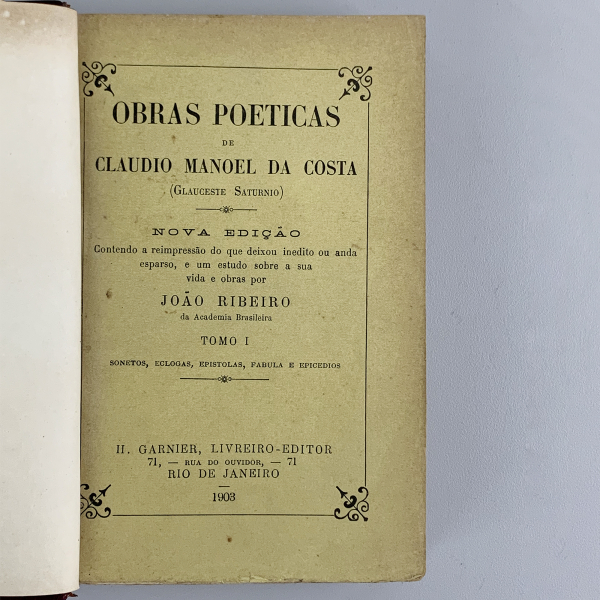 OBRAS POETICAS
DE
CLAUDIO MANOEL DA COSTA
(GLAUCESTE SATURNIO)
NOVA EDIÇÃO
Contendo a reimpressão do que deixou inedito ou anda
esparso, e um estudo sobre a sua
vida e obras por
JOÃO RIBEIRO
da Academia Brasileira
TOMO I
SONETOS, ECLOGAS, EPISTOLAS, FABULA E EPICEDIOS
H. GARNIER, LIVREIRO-EDITOR
71, — RUA DO OUVIDOR, — 71
RIO DE JANEIRO
1903